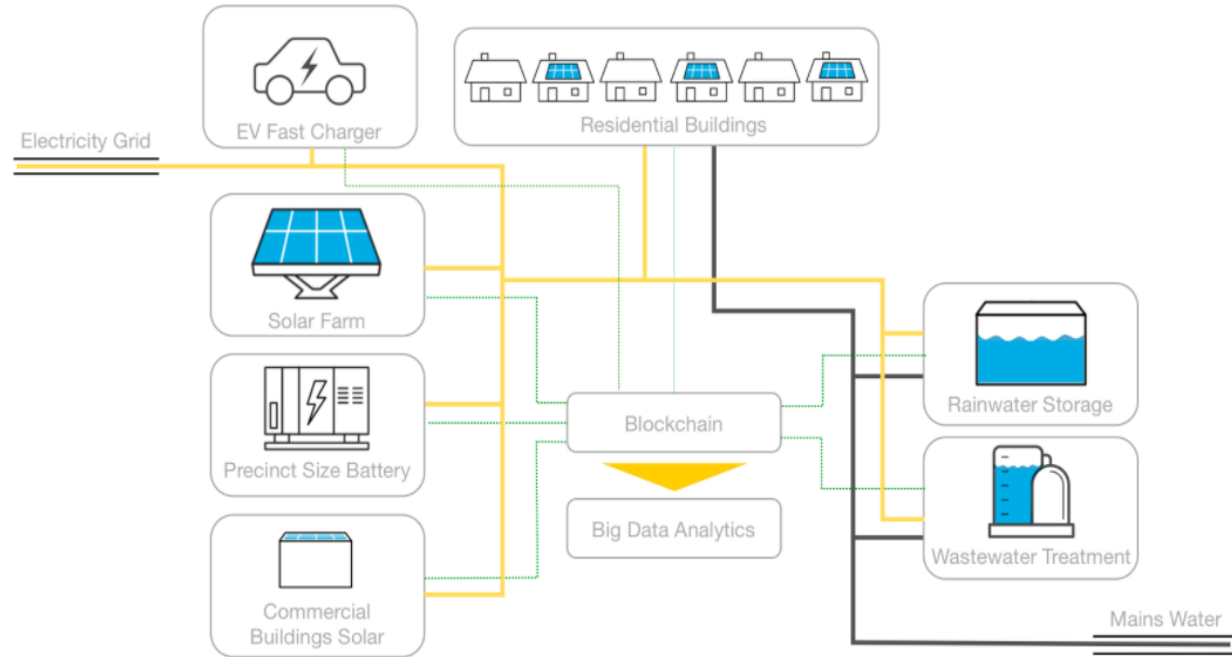 EV Fast Charger
Residential Buildings
Electricity Grid
Solar Farm
Precinct Size Battery
Commercial
Buildings Solar
Blockchain
Big Data Analytics
Rainwater Storage
Wastewater Treatment
Mains Water